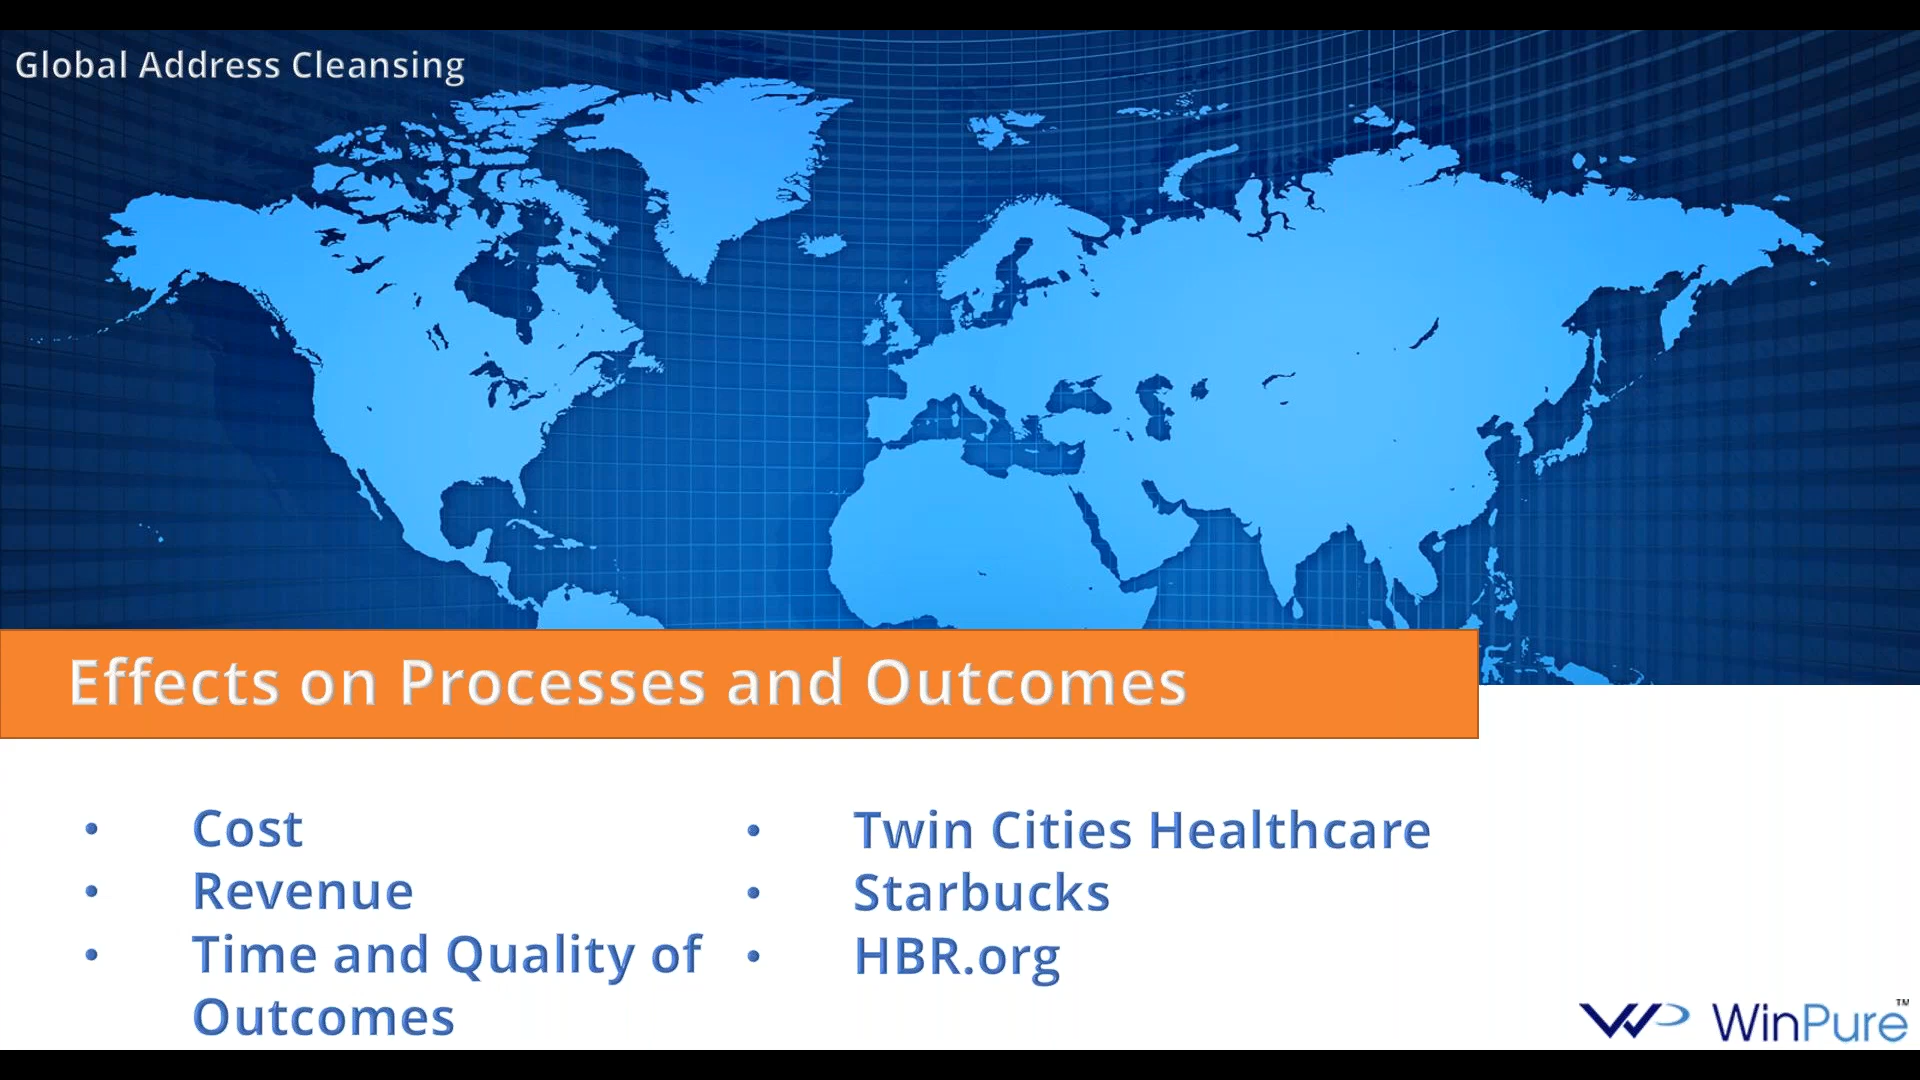 Global Address Cleansing
Effects on Processes and Outcomes
• Cost
• Revenue
• Time and Quality of
Outcomes
• Twin Cities Healthcare
• Starbucks
• HBR.org
WinPure™